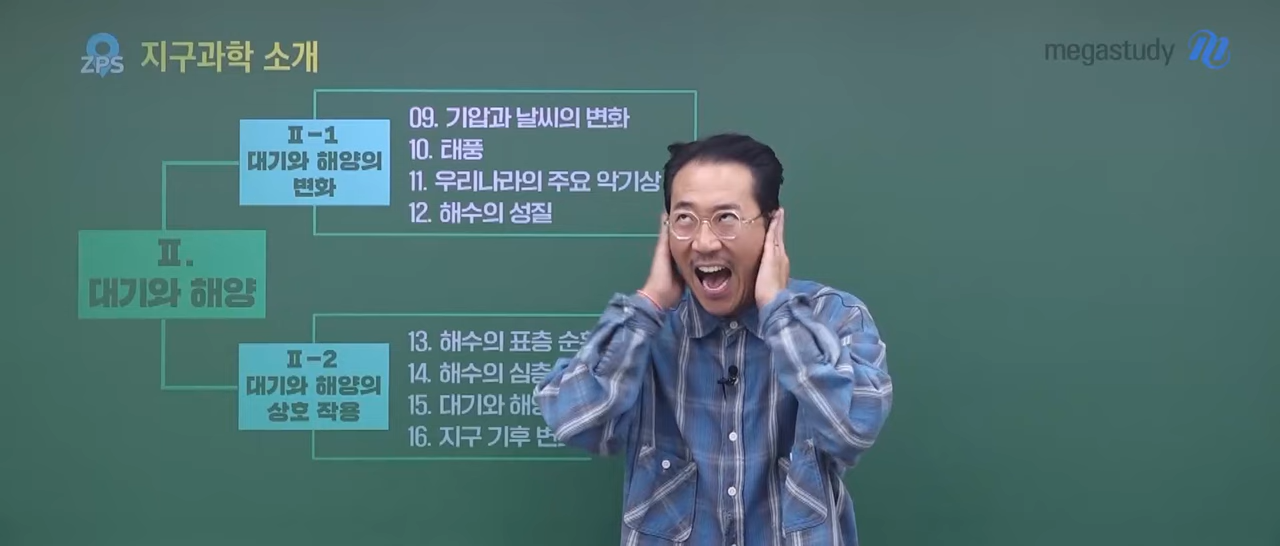 ZPS 지구과학 소개
megastudy
Ⅱ.
대기와 해양
Ⅱ-1
대기와 해양의
변화
09. 기압과 날씨의 변화
10. 태풍
11. 우리나라의 주요 악기상
12. 해수의 성질
Ⅱ-2
대기와 해양의
상호 작용
13. 해수의 표층
14. 해수의 심층
15. 대기와
16. 지구 기후